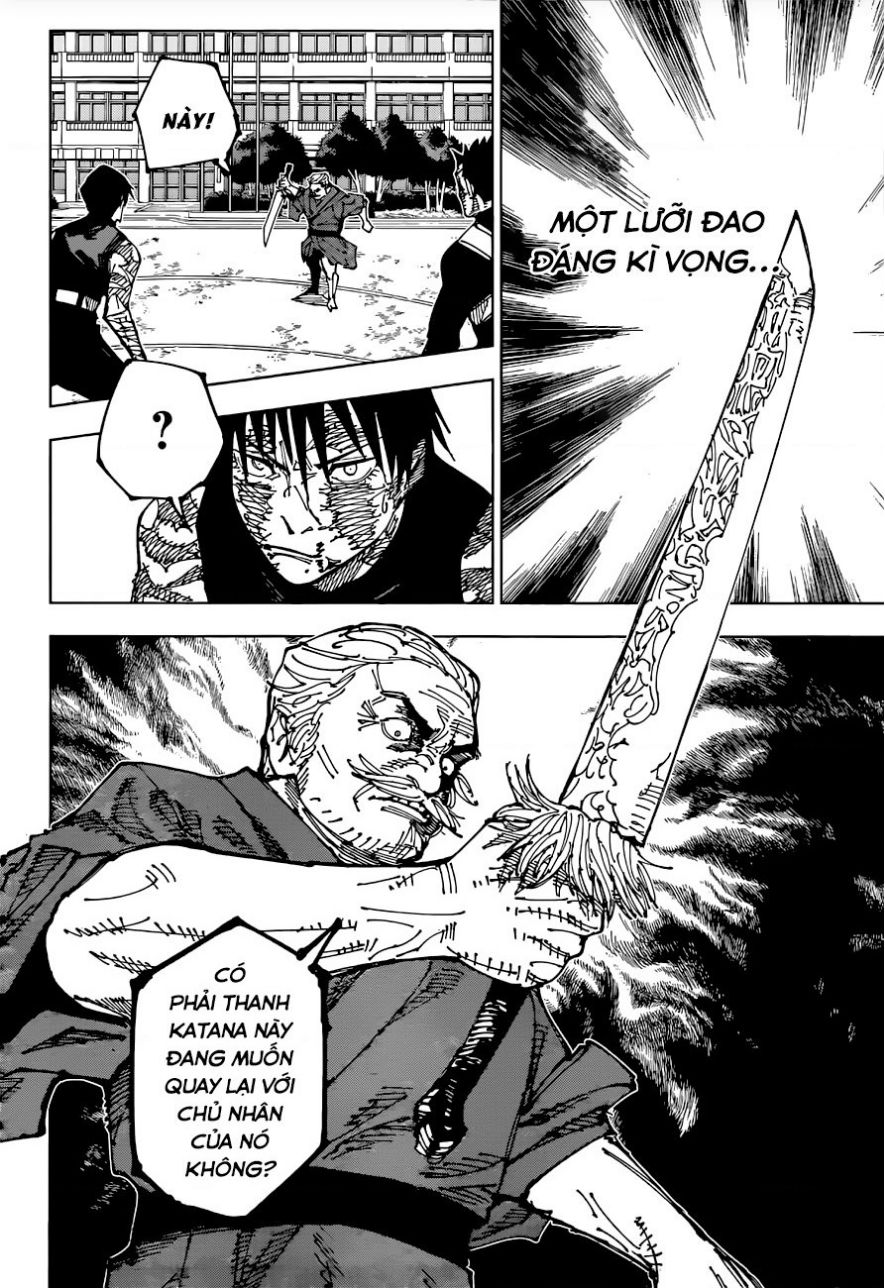 MỘT LƯỠI ĐAO
ĐÁNG KÌ VỌNG...
NÀY!
?
CÓ
PHẢI THANH
KATANA NÀY
ĐANG MUỐN
QUAY LẠI VỚI
CHỦ NHÂN
CỦA NÓ
KHÔNG?